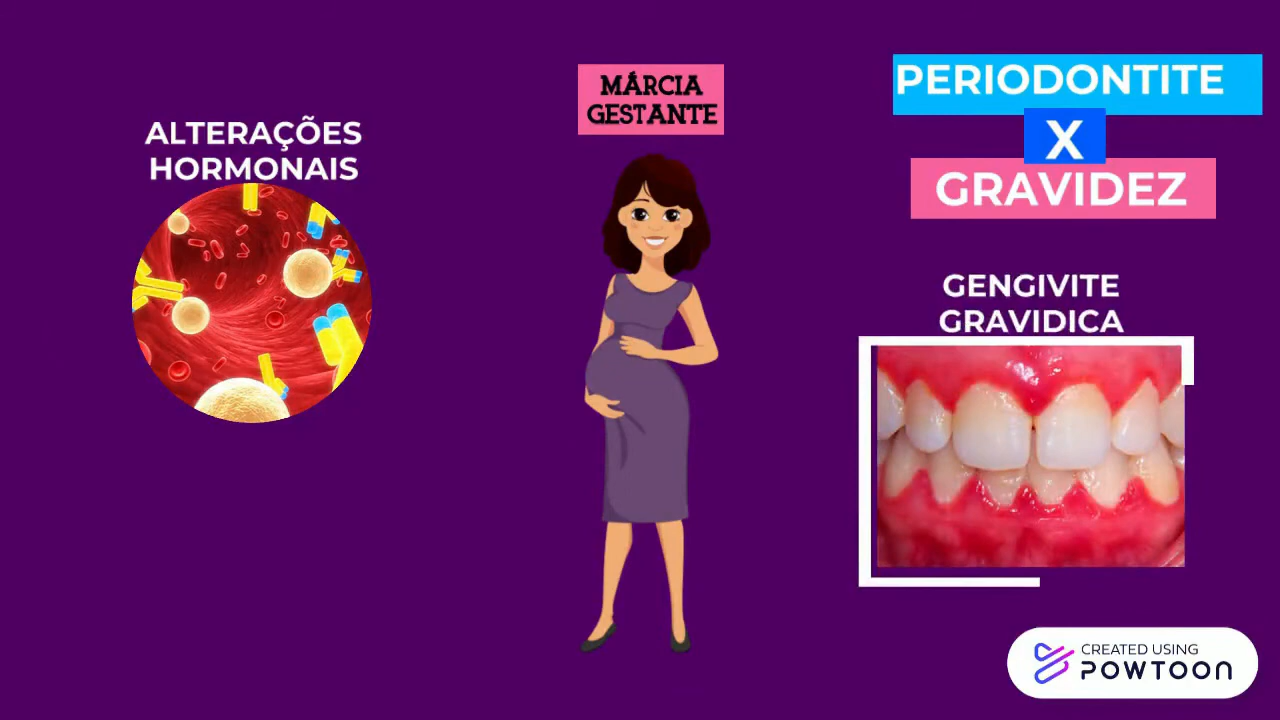 ALTERAÇÕES
HORMONAIS
MÁRCIA
GESTANTE
PERIODONTITE
X
GRAVIDEZ
GENGIVITE
GRAVIDICA
CREATED USING
POWTOON